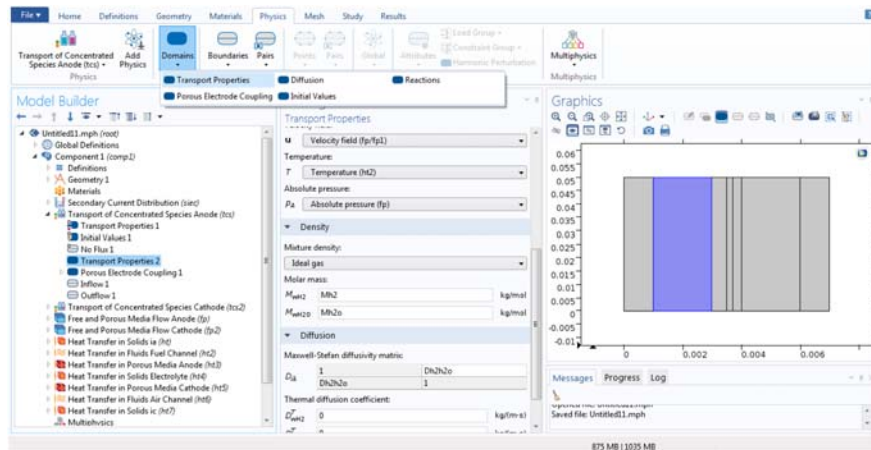 File Home Definitions Geometry Materials Physics Mesh Study Results
Transport of Concentrated Species Anode (tcs)
Add Physics
Domains
Boundaries
Pairs
Points
Pairs
Global
Attributes
Load Group
Constraint Group
Harmonic Perturbation
Multiphysics
Physics
Multiphysics
Transport Properties Diffusion Reactions
Porous Electrode Coupling Initial Values
Model Builder
Untitled11.mph (root)
Global Definitions
Component 1 (comp1)
Definitions
Geometry 1
Materials
Secondary Current Distribution (siec)
Transport of Concentrated Species Anode (tcs)
Transport Properties 1
Initial Values 1
No Flux 1
Transport Properties 2
Porous Electrode Coupling 1
Inflow 1
Outflow 1
Transport of Concentrated Species Cathode (tcs2)
Free and Porous Media Flow Anode (fp)
Free and Porous Media Flow Cathode (fp2)
Heat Transfer in Solids ia (ht)
Heat Transfer in Fluids Fuel Channel (ht2)
Heat Transfer in Porous Media Anode (ht3)
Heat Transfer in Solids Electrolyte (ht4)
Heat Transfer in Porous Media Cathode (ht5)
Heat Transfer in Fluids Air Channel (ht6)
Heat Transfer in Solids ic (ht7)
Multiphysics
Transport Properties
u Velocity field (fp/fp1)
Temperature:
T Temperature (ht2)
Absolute pressure:
pA Absolute pressure (fp)
Density
Mixture density:
Ideal gas
Molar mass:
MwH2 Mh2 kg/mol
MwH2O Mh2o kg/mol
Diffusion
Maxwell-Stefan diffusivity matrix:
Dik 1 Dh2h2o
Dh2h2o 1
Thermal diffusion coefficient:
DTwH2 0 kg/(m·s)
Graphics
0.06
0.055
0.05
0.045
0.04
0.035
0.03
0.025
0.02
0.015
0.01
0.005
0
-0.005
-0.01
0 0.002 0.004 0.006
Messages Progress Log
Saved file: Untitled11.mph
875 MB | 1035 MB